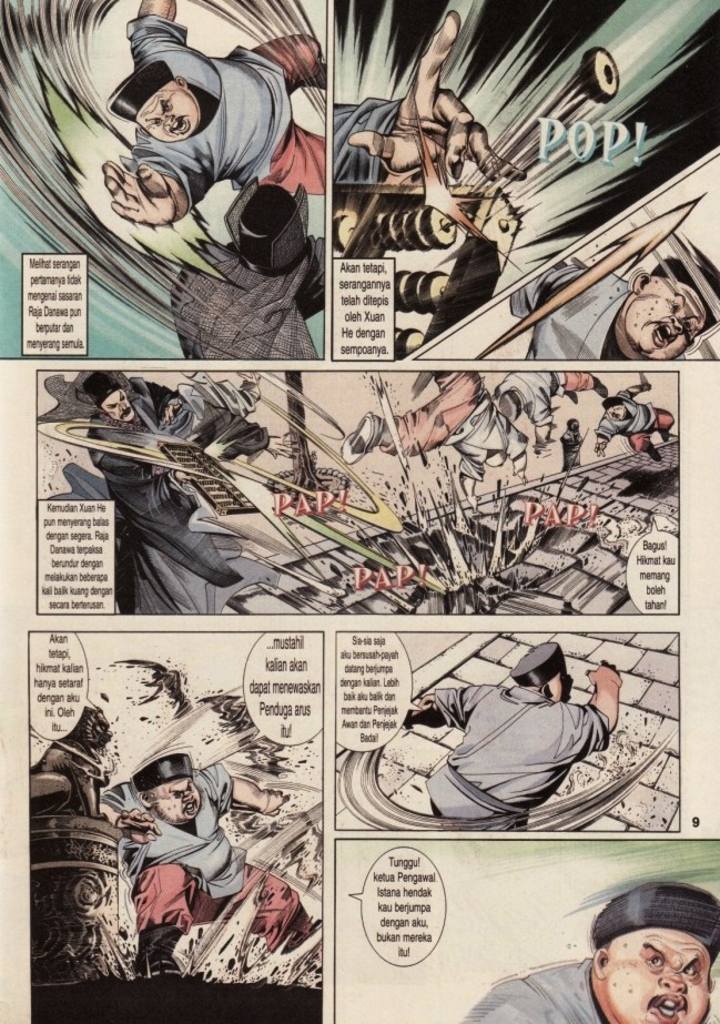 Melihat serangan
pertamanya tidak
mengenai sasaran
Raja Danawa pun
berputar dan
menyerang semula.
POP!
Akan tetapi,
serangannya
telah ditepis
oleh Xuan
He dengan
sempoanya.
Kemudian Xuan He
pun menyerang balas
dengan segera. Raja
Danawa terpaksa
berundur dengan
melakukan beberapa
kali balik kuang dengan
secara berterusan.
PAP!
PAP!
PAP!
Bagus!
Hikmat kau
memang
boleh
tahan!
Akan
tetapi,
hikmat kalian
hanya setaraf
dengan aku
ini. Oleh
itu...
...mustahil
kalian akan
dapat menewaskan
Penduga arus
itu!
Sia-sia saja
aku bersusah-payah
datang berjumpa
dengan kalian. Lebih
baik aku balik dan
membantu Penjejak
Awan dan Penjejak
Badai!
9
Tunggu!
ketua Pengawal
Istana hendak
kau berjumpa
dengan aku,
bukan mereka
itu!